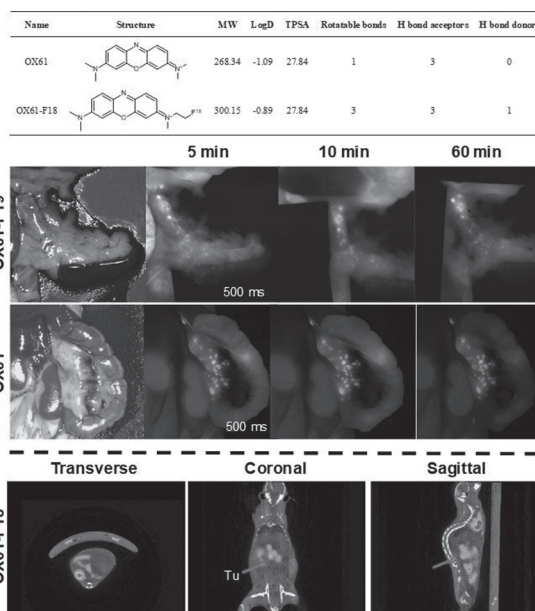 Name Structure MW LogD TPSA Rotatable bonds H bond acceptors H bond donor
OX61 268.34 -1.09 27.84 1 3 0
OX61-F18 300.15 -0.89 27.84 3 3 1
5 min 10 min 60 min
500 ms
OX61
500 ms
Transverse Coronal Sagittal
Tu